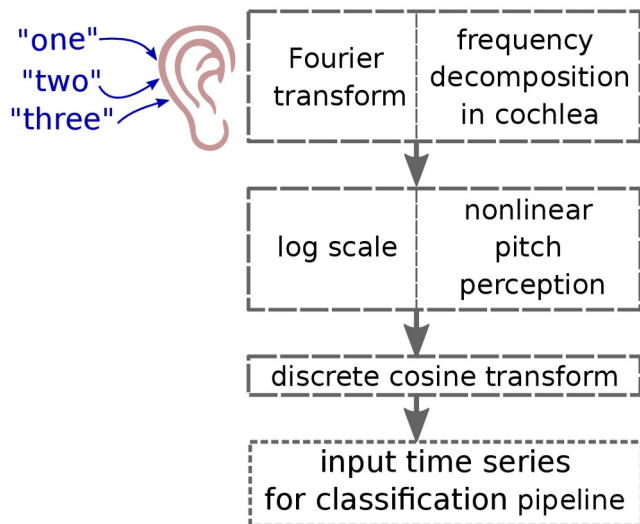 "one"
"two"
"three"
Fourier
transform
frequency
decomposition
in cochlea
log scale
nonlinear
pitch
perception
discrete cosine transform
input time series
for classification pipeline